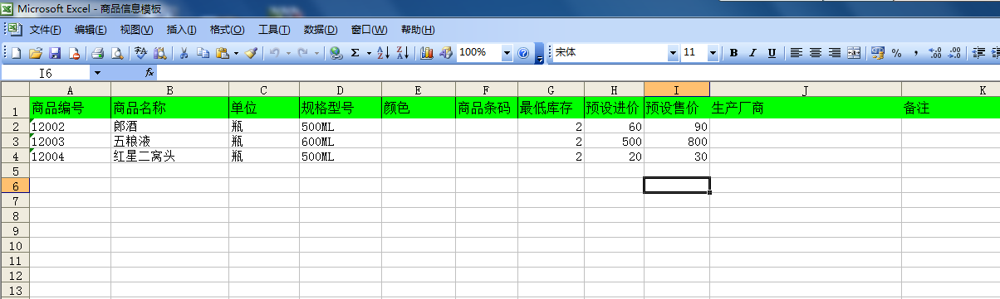 Microsoft Excel - 商品信息模板
文件(F) 编辑(E) 视图(V) 插入(I) 格式(O) 工具(T) 数据(D) 窗口(W) 帮助(H)
100% 宋体 11 B I U
I6 fx
A B C D E F G H I J K
1 商品编号 商品名称 单位 规格型号 颜色 商品条码 最低库存 预设进价 预设售价 生产厂商 备注
2 12002 郎酒 瓶 500ML 2 60 90
3 12003 五粮液 瓶 600ML 2 500 800
4 12004 红星二窝头 瓶 500ML 2 20 30
5
6
7
8
9
10
11
12
13